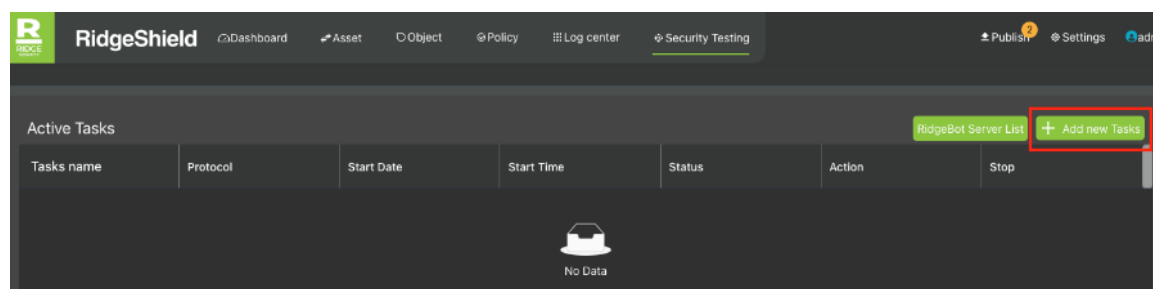 R
RIDGE
SECURITY
RidgeShield
Dashboard
Asset
Object
Policy
Log center
Security Testing
Publish
2
Settings
Active Tasks
RidgeBot Server List
+ Add new Tasks
Tasks name
Protocol
Start Date
Start Time
Status
Action
Stop
No Data